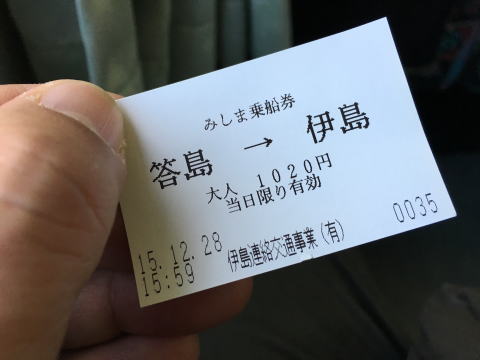 みしま乗船券
答島 → 伊島
大人 1020円
当日限り有効
15.12.28
15:59
伊島連絡交通事業(有)
0035